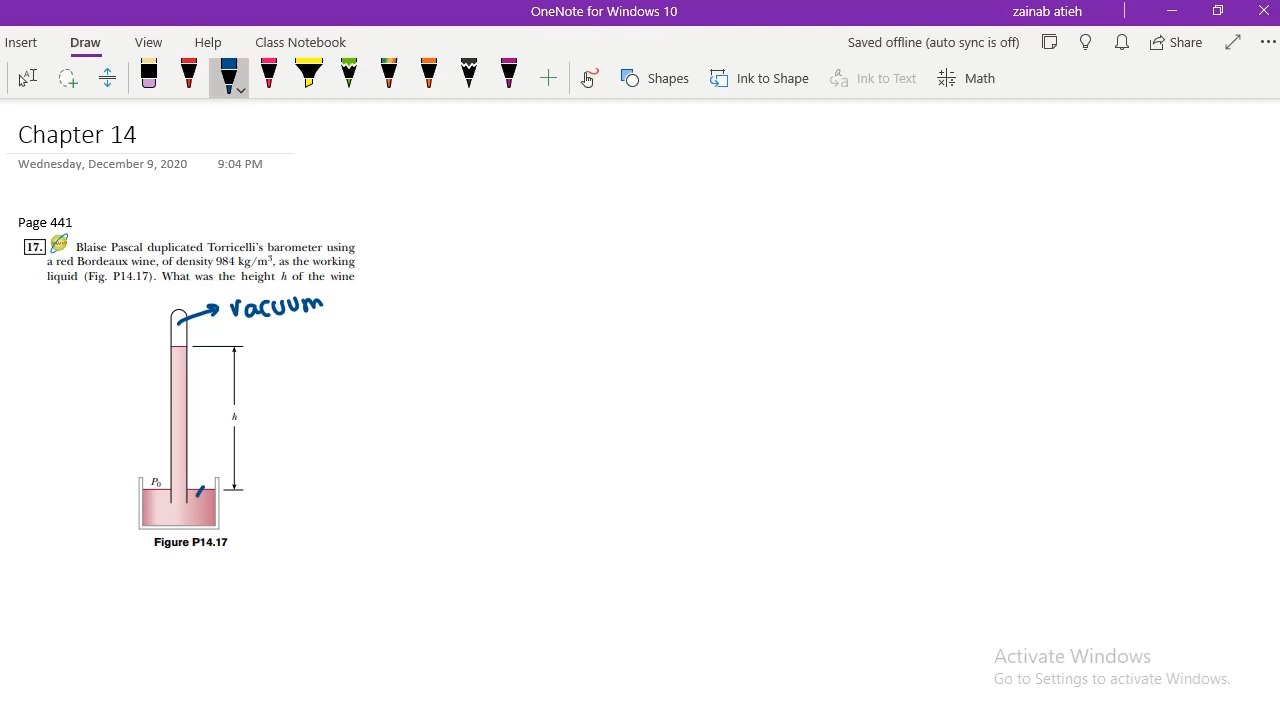 OneNote for Windows 10
zainab atieh
Insert Draw View Help Class Notebook
Saved offline (auto sync is off)
Share
Shapes
Ink to Shape
Ink to Text
Math
Chapter 14
Wednesday, December 9, 2020 9:04 PM
Page 441
17. Blaise Pascal duplicated Torricelli's barometer using
a red Bordeaux wine, of density 984 kg/m³, as the working
liquid (Fig. P14.17). What was the height h of the wine
vacuum
h
P₀
Figure P14.17
Activate Windows
Go to Settings to activate Windows.